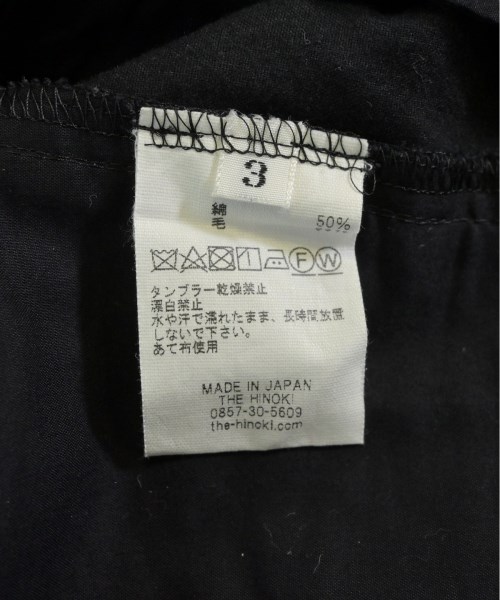 3
綿
毛 50%
F W
タンブラー乾燥禁止
漂白禁止
水や汗で濡れたまま、長時間放置
しないで下さい。
あて布使用
MADE IN JAPAN
THE HINOKI
0857-30-5609
the-hinoki.com